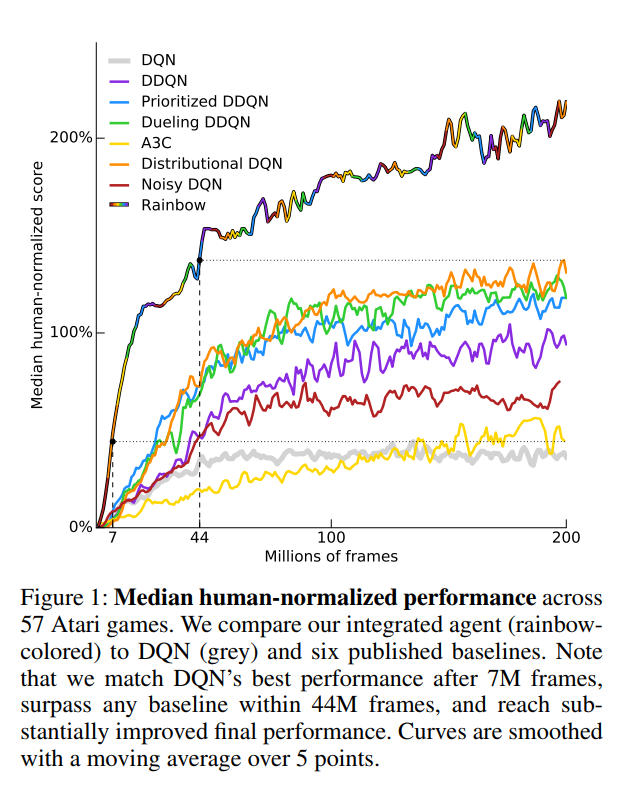 DQN
DDQN
Prioritized DDQN
Dueling DDQN
A3C
Distributional DQN
Noisy DQN
Rainbow
Median human-normalized score
200%
100%
0%
7
44
100
200
Millions of frames
Figure 1: Median human-normalized performance across
57 Atari games. We compare our integrated agent (rainbow-
colored) to DQN (grey) and six published baselines. Note
that we match DQN's best performance after 7M frames,
surpass any baseline within 44M frames, and reach sub-
stantially improved final performance. Curves are smoothed
with a moving average over 5 points.